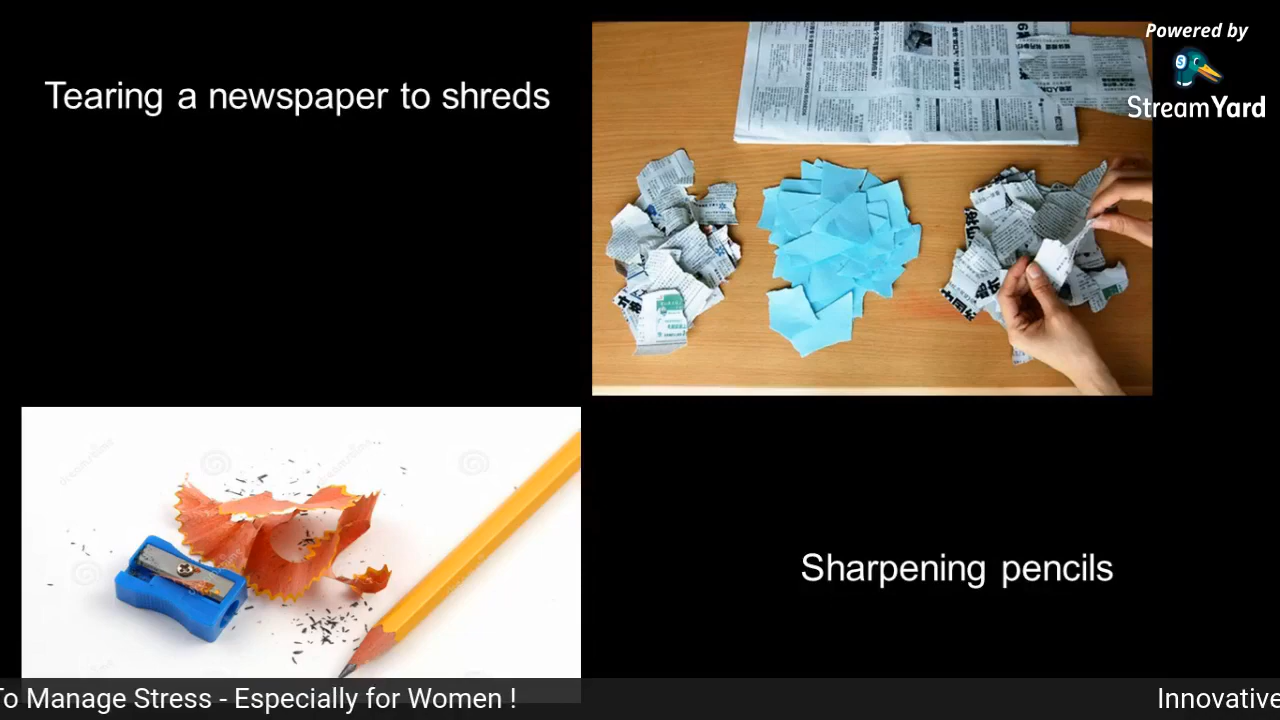 Powered by
StreamYard
Tearing a newspaper to shreds
Sharpening pencils
To Manage Stress - Especially for Women !
Innovative